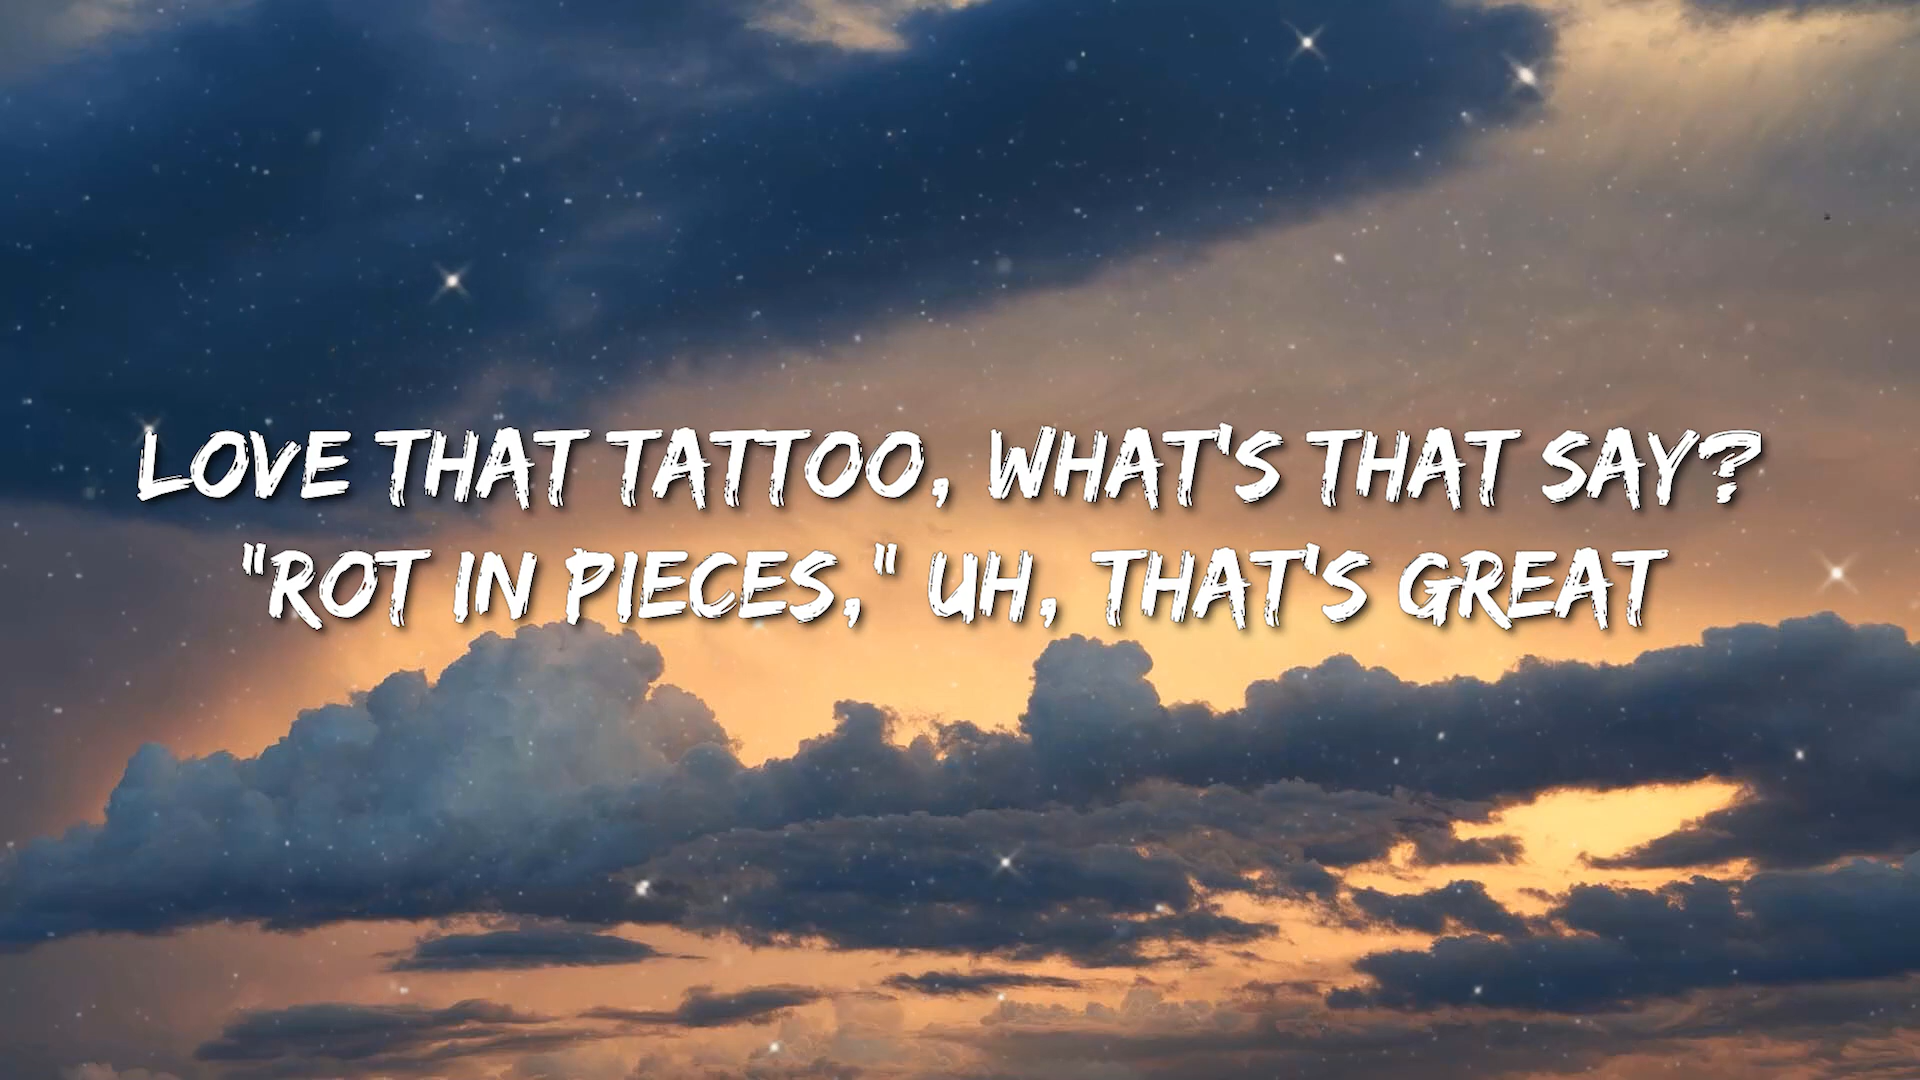 LOVE THAT TATTOO, WHAT'S THAT SAY?
"ROT IN PIECES," UH, THAT'S GREAT